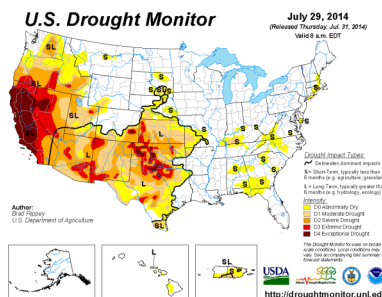 U.S. Drought Monitor
July 29, 2014
(Released Thursday, Jul. 31, 2014)
Valid 8 a.m. EDT
SL
SL
SL
L
L
L
SL
S
S
S
S
S
S
S
S
S
S
S
Drought Impact Types:
Delineates dominant impacts
S = Short-Term, typically less than
6 months (e.g. agriculture,
L = Long-Term, typically greater
6 months (e.g. hydrology, ecology)
Intensity:
D0 Abnormally Dry
D1 Moderate Drought
D2 Severe Drought
D3 Extreme Drought
D4 Exceptional Drought
Author:
Brad Rippey
U.S. Department of Agriculture
The Drought Monitor focuses on broad-
scale conditions. Local conditions may
vary. See accompanying text summary
forecast statements.
L
L
SL
USDA
http://droughtmonitor.unl.ed